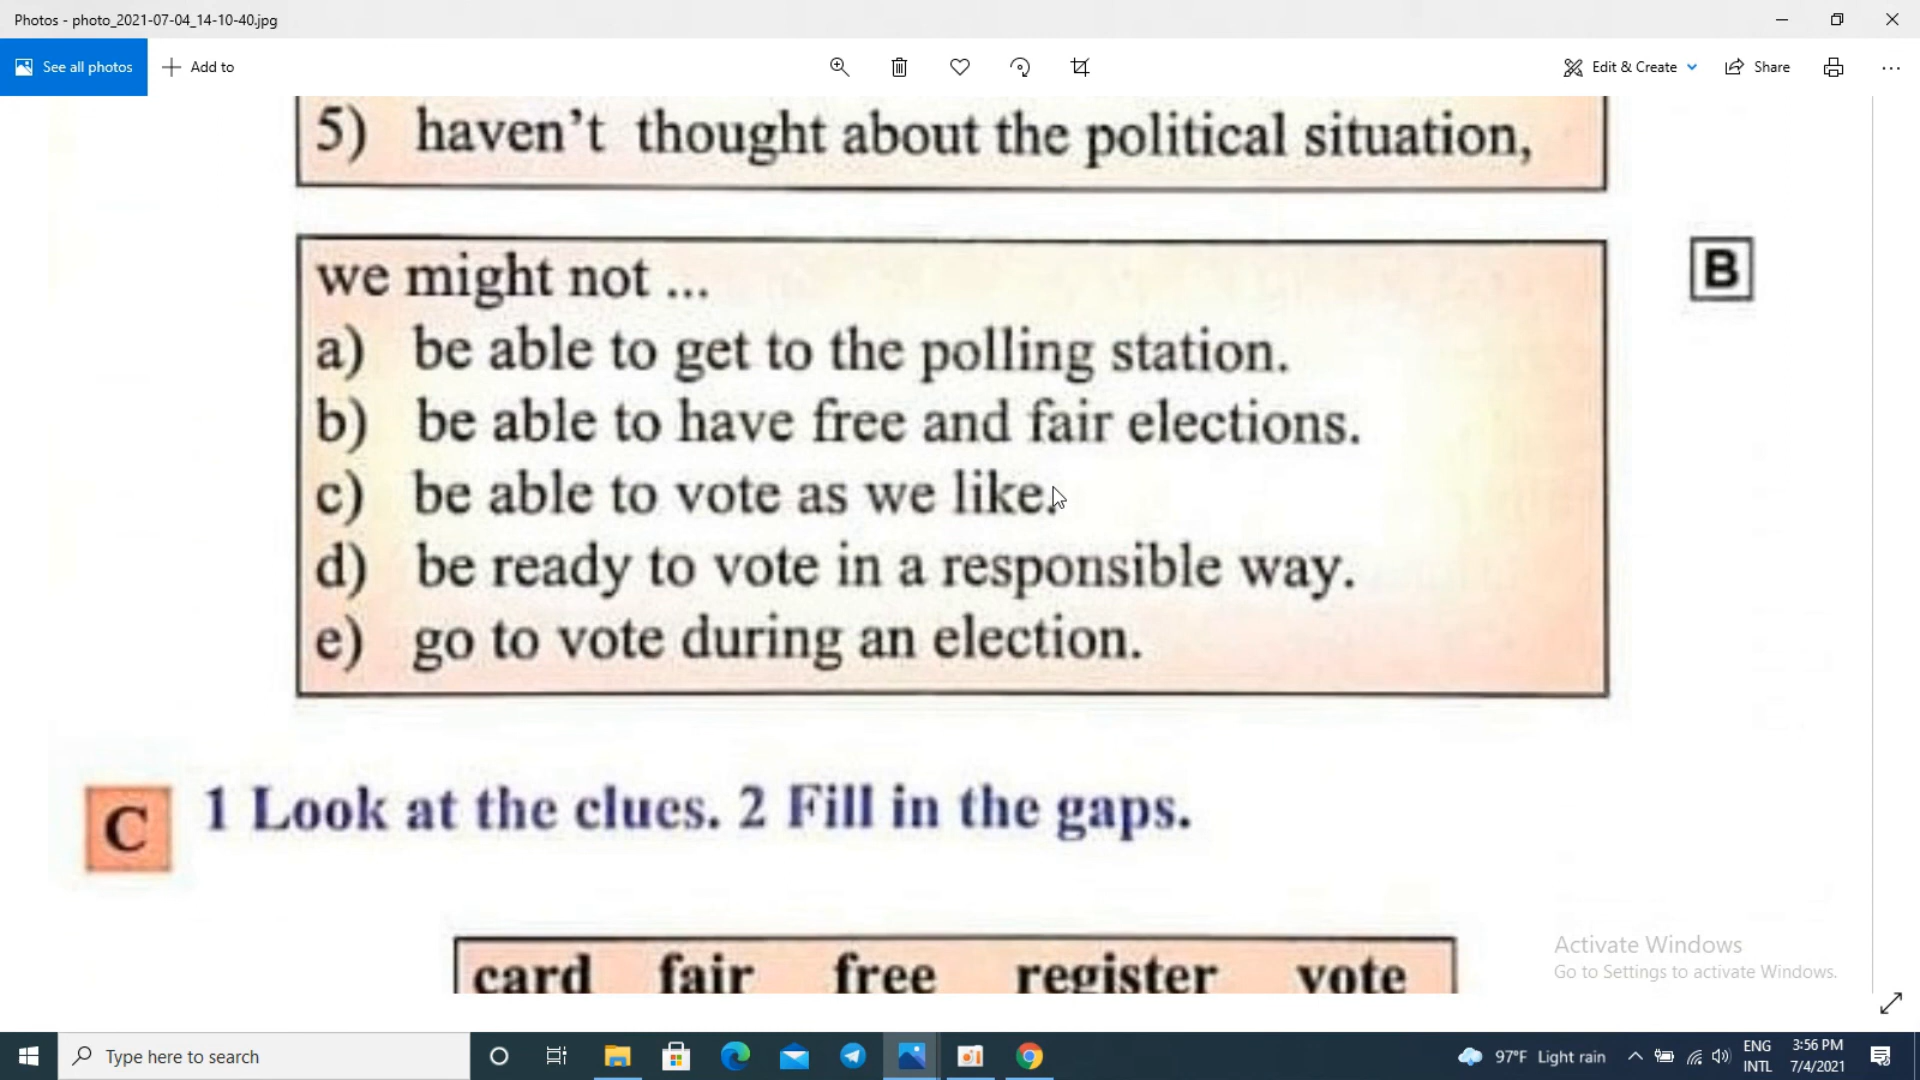 Photos - photo_2021-07-04_14-10-40.jpg
See all photos
Add to
Edit & Create
Share
5) haven’t thought about the political situation,
we might not ...
B
a) be able to get to the polling station.
b) be able to have free and fair elections.
c) be able to vote as we like.
d) be ready to vote in a responsible way.
e) go to vote during an election.
C 1 Look at the clues. 2 Fill in the gaps.
card fair free register vote
Activate Windows
Go to Settings to activate Windows.
Type here to search
97°F Light rain
ENG
INTL
3:56 PM
7/4/2021